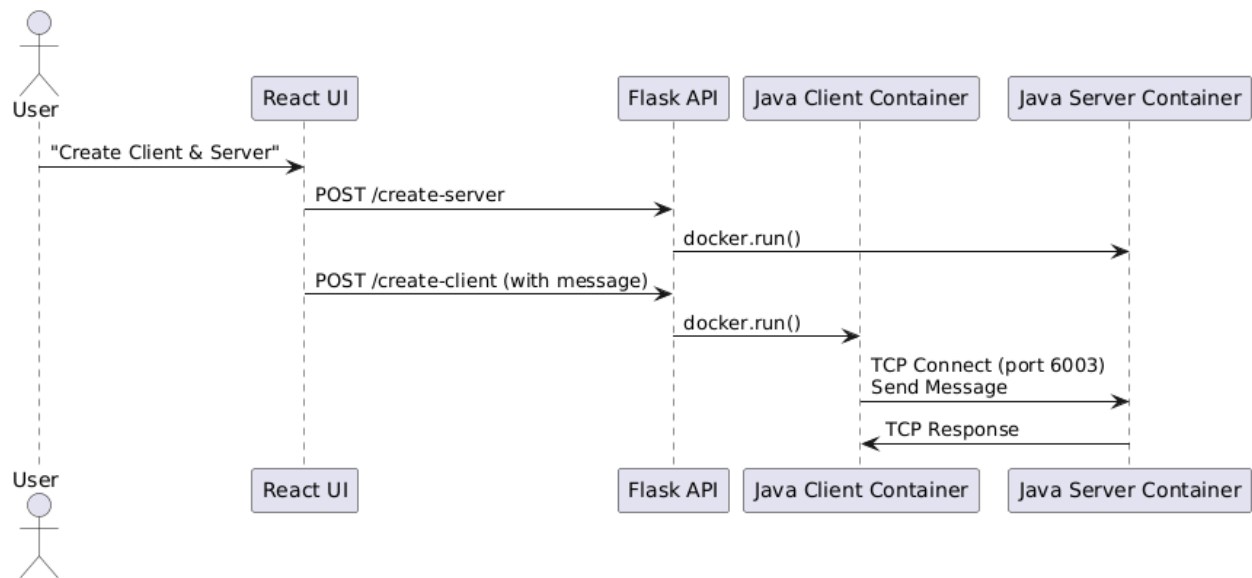 User
React UI
Flask API
Java Client Container
Java Server Container
"Create Client & Server"
POST /create-server
docker.run()
POST /create-client (with message)
docker.run()
TCP Connect (port 6003)
Send Message
TCP Response
User
React UI
Flask API
Java Client Container
Java Server Container